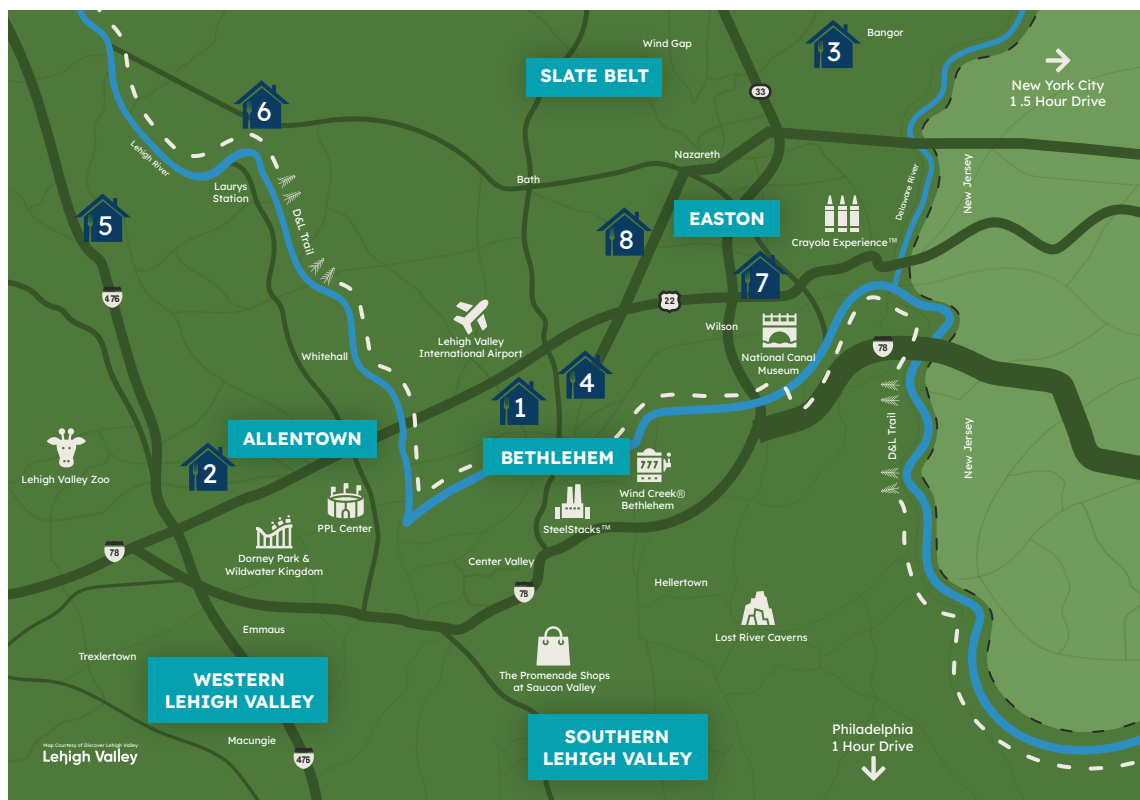 Wind Gap
3
Bangor
SLATE BELT
New York City
1 .5 Hour Drive
33
6
Lehigh River
Nazareth
Bath
Laurys
Station
D&L Trail
Delaware River
New Jersey
5
EASTON
8
Crayola Experience™
7
476
22
Lehigh Valley
International Airport
Wilson
National Canal
Museum
78
Whitehall
4
1
ALLENTOWN
BETHLEHEM
D&L Trail
New Jersey
2
777
Lehigh Valley Zoo
Wind Creek®
Bethlehem
PPL Center
SteelStacks™
78
Dorney Park &
Wildwater Kingdom
Center Valley
78
Hellertown
Emmaus
Lost River Caverns
Trexlertown
WESTERN
LEHIGH VALLEY
The Promenade Shops
at Saucon Valley
Macungie
SOUTHERN
LEHIGH VALLEY
Philadelphia
1 Hour Drive
Map Courtesy of Discover Lehigh Valley
Lehigh Valley
476